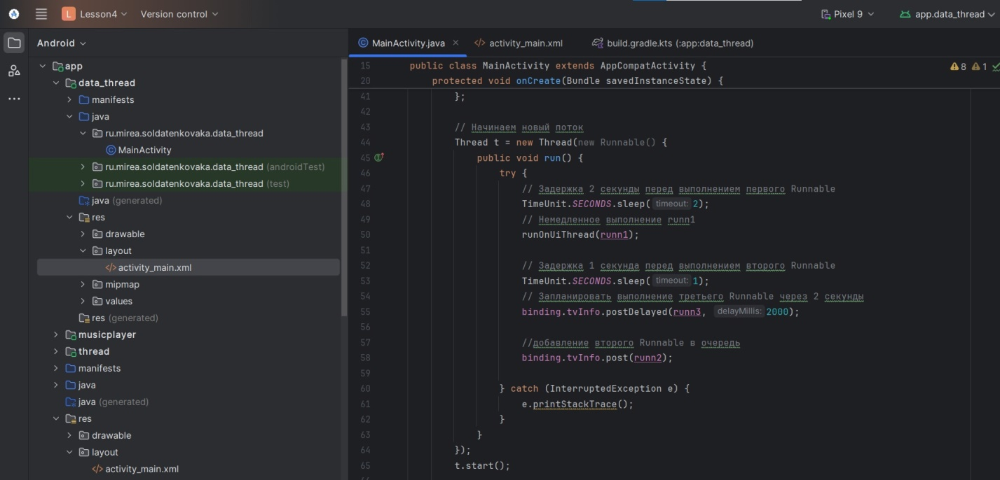 L Lesson4 Version control Pixel 9 app.data_thread
Android
MainActivity.java activity_main.xml build.gradle.kts (:app:data_thread)
app
data_thread
manifests
java
ru.mirea.soldatenkovaka.data_thread
MainActivity
ru.mirea.soldatenkovaka.data_thread (androidTest)
ru.mirea.soldatenkovaka.data_thread (test)
java (generated)
res
drawable
layout
activity_main.xml
mipmap
values
res (generated)
musicplayer
thread
manifests
java
java (generated)
res
drawable
layout
activity_main.xml
15 public class MainActivity extends AppCompatActivity { 8 1
20 protected void onCreate(Bundle savedInstanceState) {
41 };
42
43 // Начинаем новый поток
44 Thread t = new Thread(new Runnable() {
45 public void run() {
46 try {
47 // Задержка 2 секунды перед выполнением первого Runnable
48 TimeUnit.SECONDS.sleep( timeout: 2);
49 // Немедленное выполнение runn1
50 runOnUiThread(runn1);
51
52 // Задержка 1 секунда перед выполнением второго Runnable
53 TimeUnit.SECONDS.sleep( timeout: 1);
54 // Запланировать выполнение третьего Runnable через 2 секунды
55 binding.tvInfo.postDelayed(runn3, delayMillis: 2000);
56
57 //добавление второго Runnable в очередь
58 binding.tvInfo.post(runn2);
59
60 } catch (InterruptedException e) {
61 e.printStackTrace();
62 }
63 }
64 });
65 t.start();